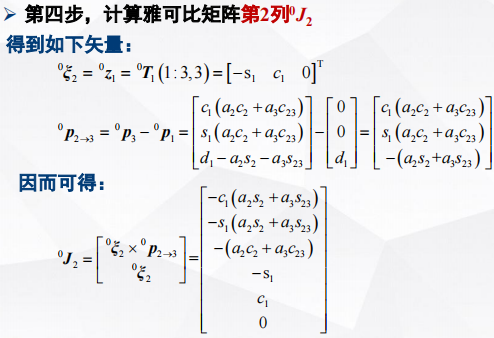 ➢ 第四步，计算雅可比矩阵第2列⁰J₂
得到如下矢量：
⁰ξ₂ = ⁰z₁ = ⁰T₁(1:3,3) = [−s₁ c₁ 0]ᵀ
⁰p₂→₃ = ⁰p₃ − ⁰p₁ = [c₁(a₂c₂ + a₃c₂₃); s₁(a₂c₂ + a₃c₂₃); d₁ − a₂s₂ − a₃s₂₃] − [0; 0; d₁] = [c₁(a₂c₂ + a₃c₂₃); s₁(a₂c₂ + a₃c₂₃); −(a₂s₂+a₃s₂₃)]
因而可得：
⁰J₂ = [⁰ξ₂ × ⁰p₂→₃; ⁰ξ₂] = [−c₁(a₂s₂ + a₃s₂₃); −s₁(a₂s₂ + a₃s₂₃); −(a₂c₂ + a₃c₂₃); −s₁; c₁; 0]